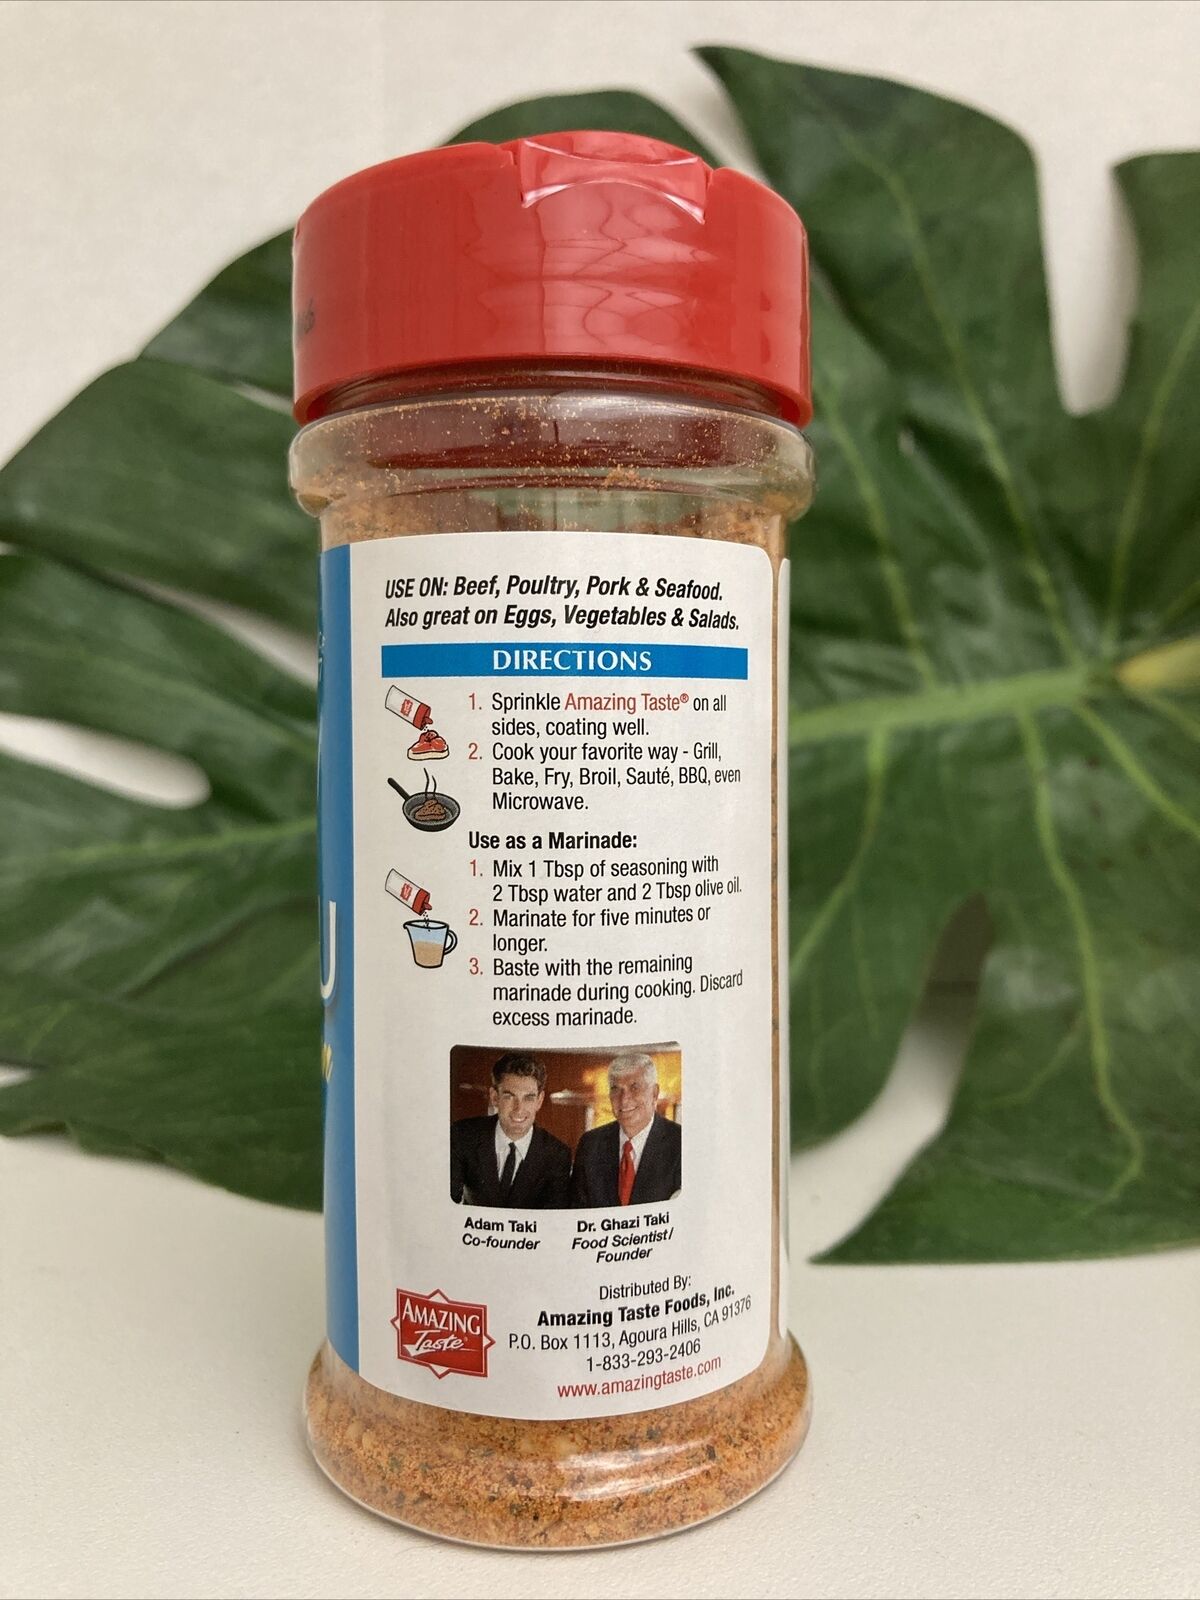 USE ON: Beef, Poultry, Pork & Seafood.
Also great on Eggs, Vegetables & Salads.
DIRECTIONS
1. Sprinkle Amazing Taste® on all
sides, coating well.
2. Cook your favorite way - Grill,
Bake, Fry, Broil, Sauté, BBQ, even
Microwave.
Use as a Marinade:
1. Mix 1 Tbsp of seasoning with
2 Tbsp water and 2 Tbsp olive oil.
2. Marinate for five minutes or
longer.
3. Baste with the remaining
marinade during cooking. Discard
excess marinade.
Adam Taki
Co-founder
Dr. Ghazi Taki
Food Scientist/
Founder
Distributed By:
Amazing Taste Foods, Inc.
P.O. Box 1113, Agoura Hills, CA 91376
1-833-293-2406
www.amazingtaste.com
AMAZING
Taste®
U